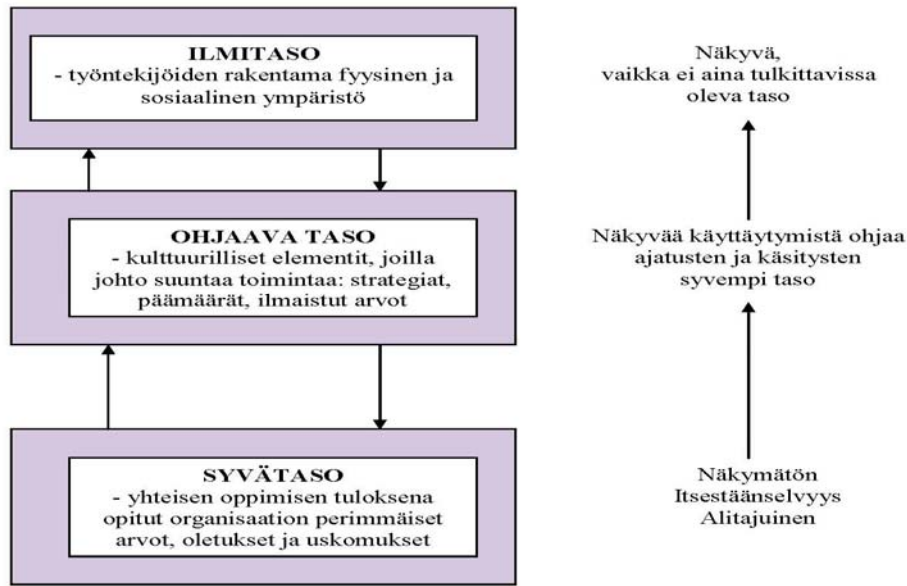 ILMITASO
- työntekijöiden rakentama fyysinen ja
sosiaalinen ympäristö
Näkyvä,
vaikka ei aina tulkittavissa
oleva taso
OHJAAVA TASO
- kulttuurilliset elementit, joilla
johto suuntaa toimintaa: strategiat,
päämäärät, ilmaistut arvot
Näkyvää käyttäytymistä ohjaa
ajatusten ja käsitysten
syvempi taso
SYVÄTASO
- yhteisen oppimisen tuloksena
opitut organisaation perimmäiset
arvot, oletukset ja uskomukset
Näkymätön
Itsestäänselvyys
Alitajuinen